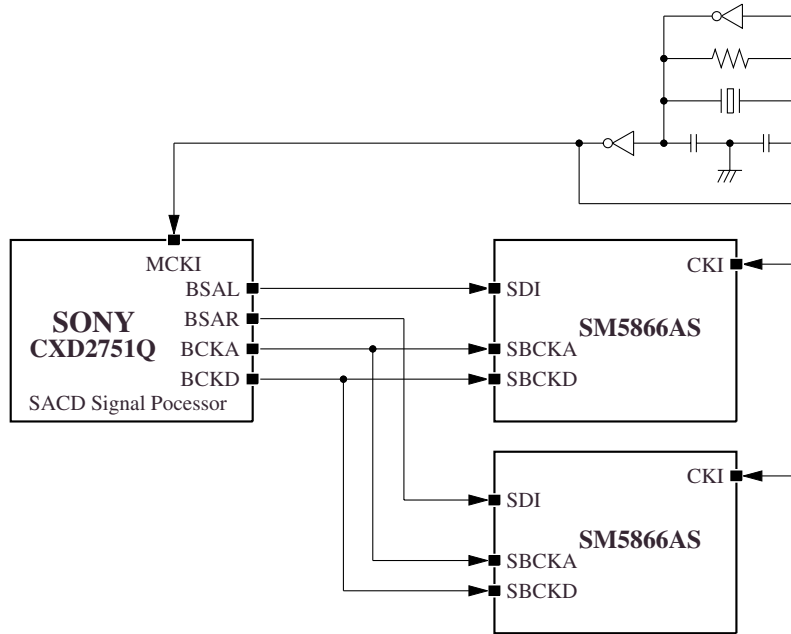 MCKI
BSAL
BSAR
BCKA
BCKD
SONY
CXD2751Q
SACD Signal Pocessor
CKI
SDI
SM5866AS
SBCKA
SBCKD
CKI
SDI
SM5866AS
SBCKA
SBCKD